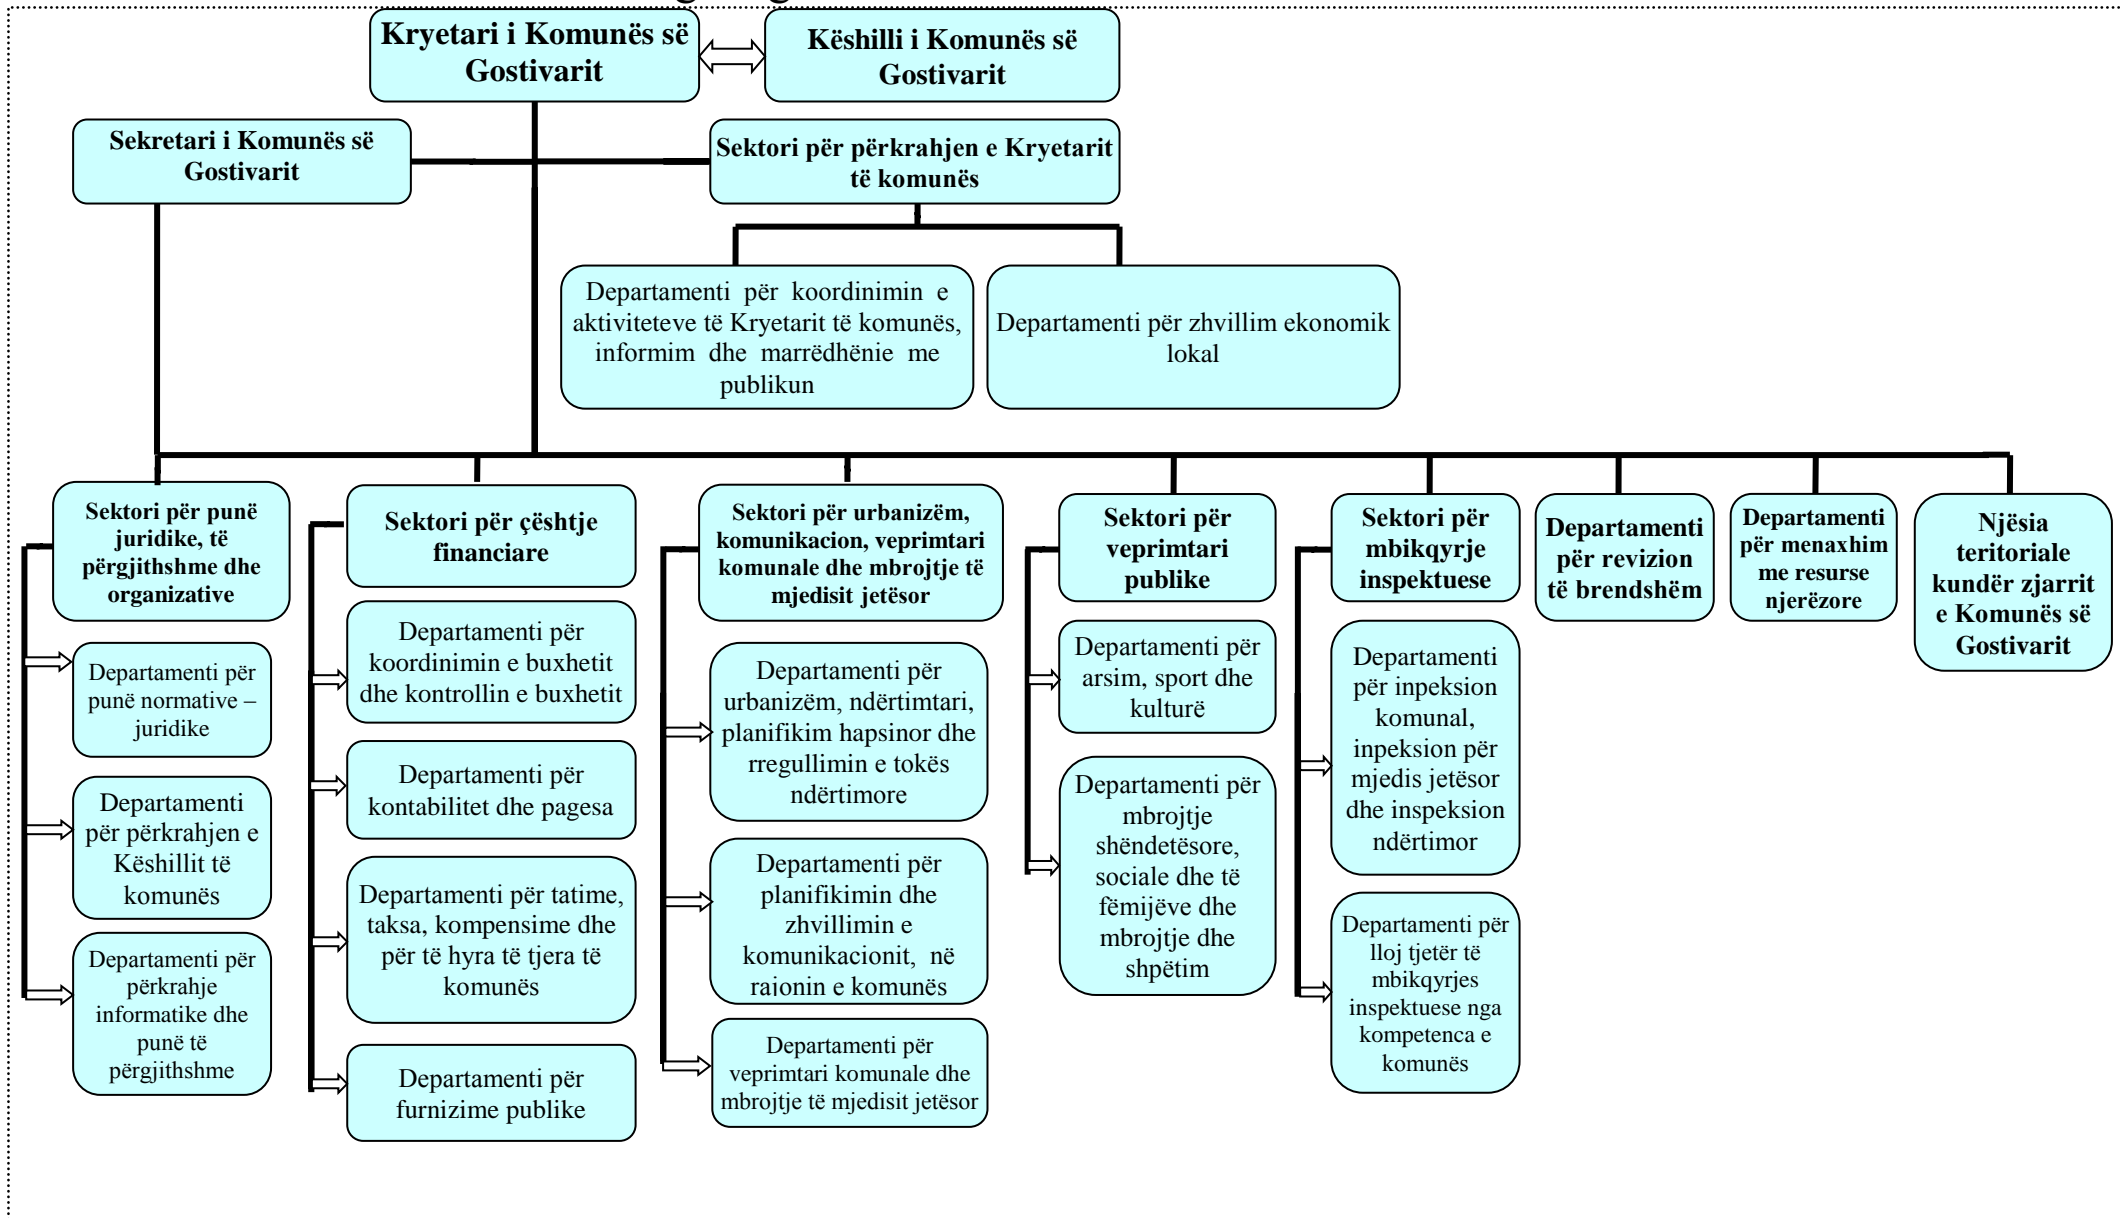 Kryetari i Komunës së
Gostivarit
Këshilli i Komunës së
Gostivarit
Sekretari i Komunës së
Gostivarit
Sektori për përkrahjen e Kryetarit
të komunës
Departamenti për koordinimin e
aktiviteteve të Kryetarit të komunës,
informim dhe marrëdhënie me
publikun
Departamenti për zhvillim ekonomik
lokal
Sektori për punë
juridike, të
përgjithshme dhe
organizative
Departamenti për
punë normative –
juridike
Departamenti
për përkrahjen e
Këshillit të
komunës
Departamenti për
përkrahje
informatike dhe
punë të
përgjithshme
Sektori për çështje
financiare
Departamenti për
koordinimin e buxhetit
dhe kontrollin e buxhetit
Departamenti për
kontabilitet dhe pagesa
Departamenti për tatime,
taksa, kompensime dhe
për të hyra të tjera të
komunës
Departamenti për
furnizime publike
Sektori për urbanizëm,
komunikacion, veprimtari
komunale dhe mbrojtje të
mjedisit jetësor
Departamenti për
urbanizëm, ndërtimtari,
planifikim hapsinor dhe
rregullimin e tokës
ndërtimore
Departamenti për
planifikimin dhe
zhvillimin e
komunikacionit, në
rajonin e komunës
Departamenti për
veprimtari komunale dhe
mbrojtje të mjedisit jetësor
Sektori për
veprimtari
publike
Departamenti për
arsim, sport dhe
kulturë
Departamenti për
mbrojtje
shëndetësore,
sociale dhe të
fëmijëve dhe
mbrojtje dhe
shpëtim
Sektori për
mbikqyrje
inspektuese
Departamenti
për inpeksion
komunal,
inpeksion për
mjedis jetësor
dhe inspeksion
ndërtimor
Departamenti për
lloj tjetër të
mbikqyrjes
inspektuese nga
kompetenca e
komunës
Departamenti
për revizion
të brendshëm
Departamenti
për menaxhim
me resurse
njerëzore
Njësia
teritoriale
kundër zjarrit
e Komunës së
Gostivarit